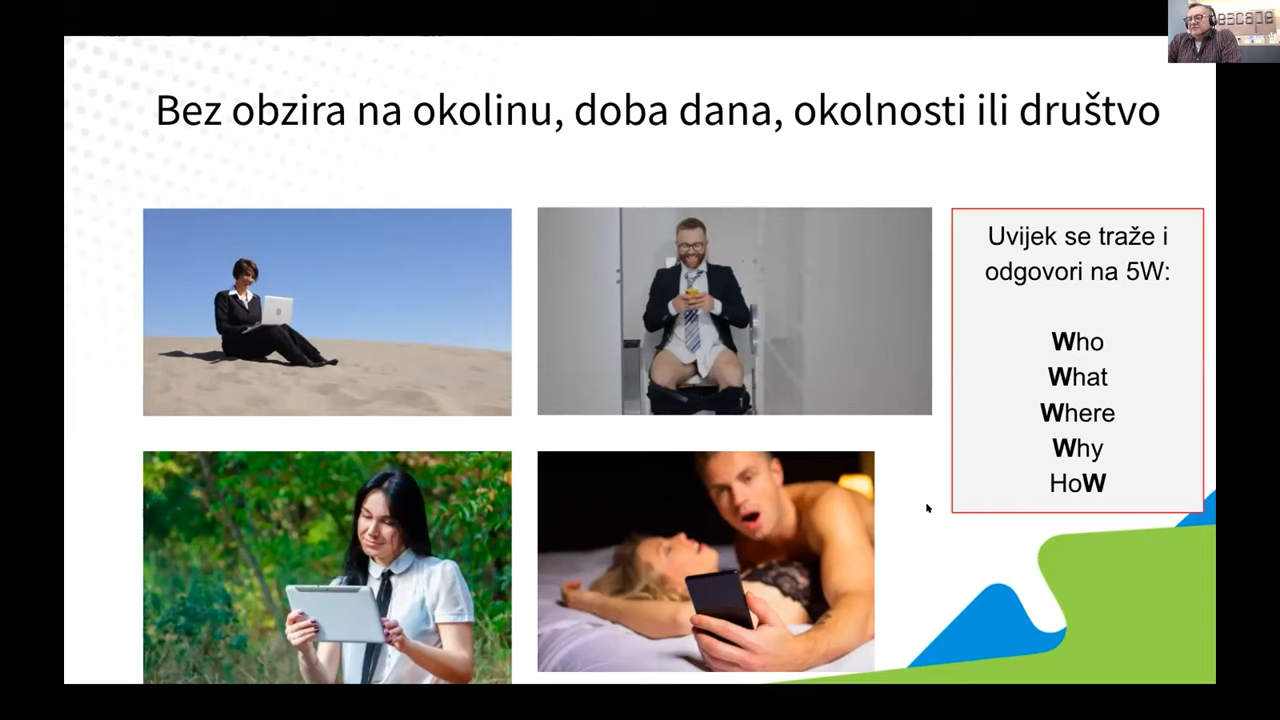 Bez obzira na okolinu, doba dana, okolnosti ili društvo
Uvijek se traže i
odgovori na 5W:
Who
What
Where
Why
HoW
escape